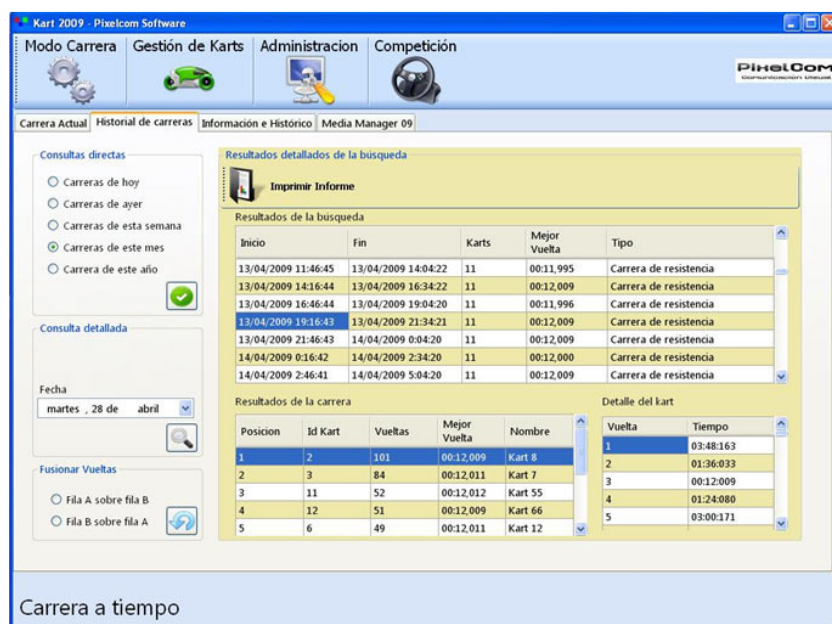 Kart 2009 - Pixelcom Software
Modo Carrera Gestión de Karts Administracion Competición
PixelCom
Comunicación Visual
Carrera Actual Historial de carreras Información e Histórico Media Manager 09
Consultas directas
Carreras de hoy
Carreras de ayer
Carreras de esta semana
Carreras de este mes
Carrera de este año
Consulta detallada
Fecha
martes , 28 de abril
Fusionar Vueltas
Fila A sobre fila B
Fila B sobre fila A
Resultados detallados de la búsqueda
Imprimir Informe
Resultados de la búsqueda
Inicio Fin Karts Mejor Vuelta Tipo
13/04/2009 11:46:45 13/04/2009 14:04:22 11 00:11,995 Carrera de resistencia
13/04/2009 14:16:44 13/04/2009 16:34:22 11 00:12,009 Carrera de resistencia
13/04/2009 16:46:44 13/04/2009 19:04:20 11 00:11,996 Carrera de resistencia
13/04/2009 19:16:43 13/04/2009 21:34:21 11 00:12,009 Carrera de resistencia
13/04/2009 21:46:43 14/04/2009 0:04:20 11 00:12,009 Carrera de resistencia
14/04/2009 0:16:42 14/04/2009 2:34:20 11 00:12,000 Carrera de resistencia
14/04/2009 2:46:41 14/04/2009 5:04:20 11 00:12,009 Carrera de resistencia
Resultados de la carrera
Posicion Id Kart Vueltas Mejor Vuelta Nombre
1 2 101 00:12,009 Kart 8
2 3 84 00:12,011 Kart 7
3 11 52 00:12,012 Kart 55
4 12 51 00:12,009 Kart 66
5 6 49 00:12,011 Kart 12
Detalle del kart
Vuelta Tiempo
1 03:48:163
2 01:36:033
3 00:12:009
4 01:24:080
5 03:00:171
Carrera a tiempo